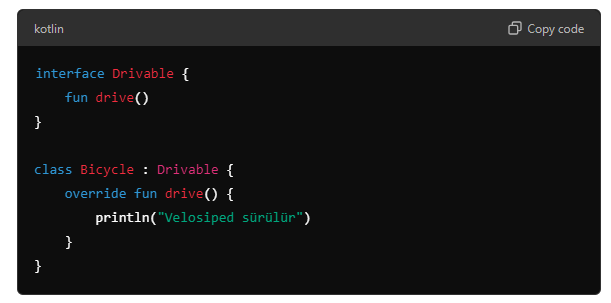 kotlin
Copy code
interface Drivable {
    fun drive()
}
class Bicycle : Drivable {
    override fun drive() {
        println("Velosiped sürülür")
    }
}